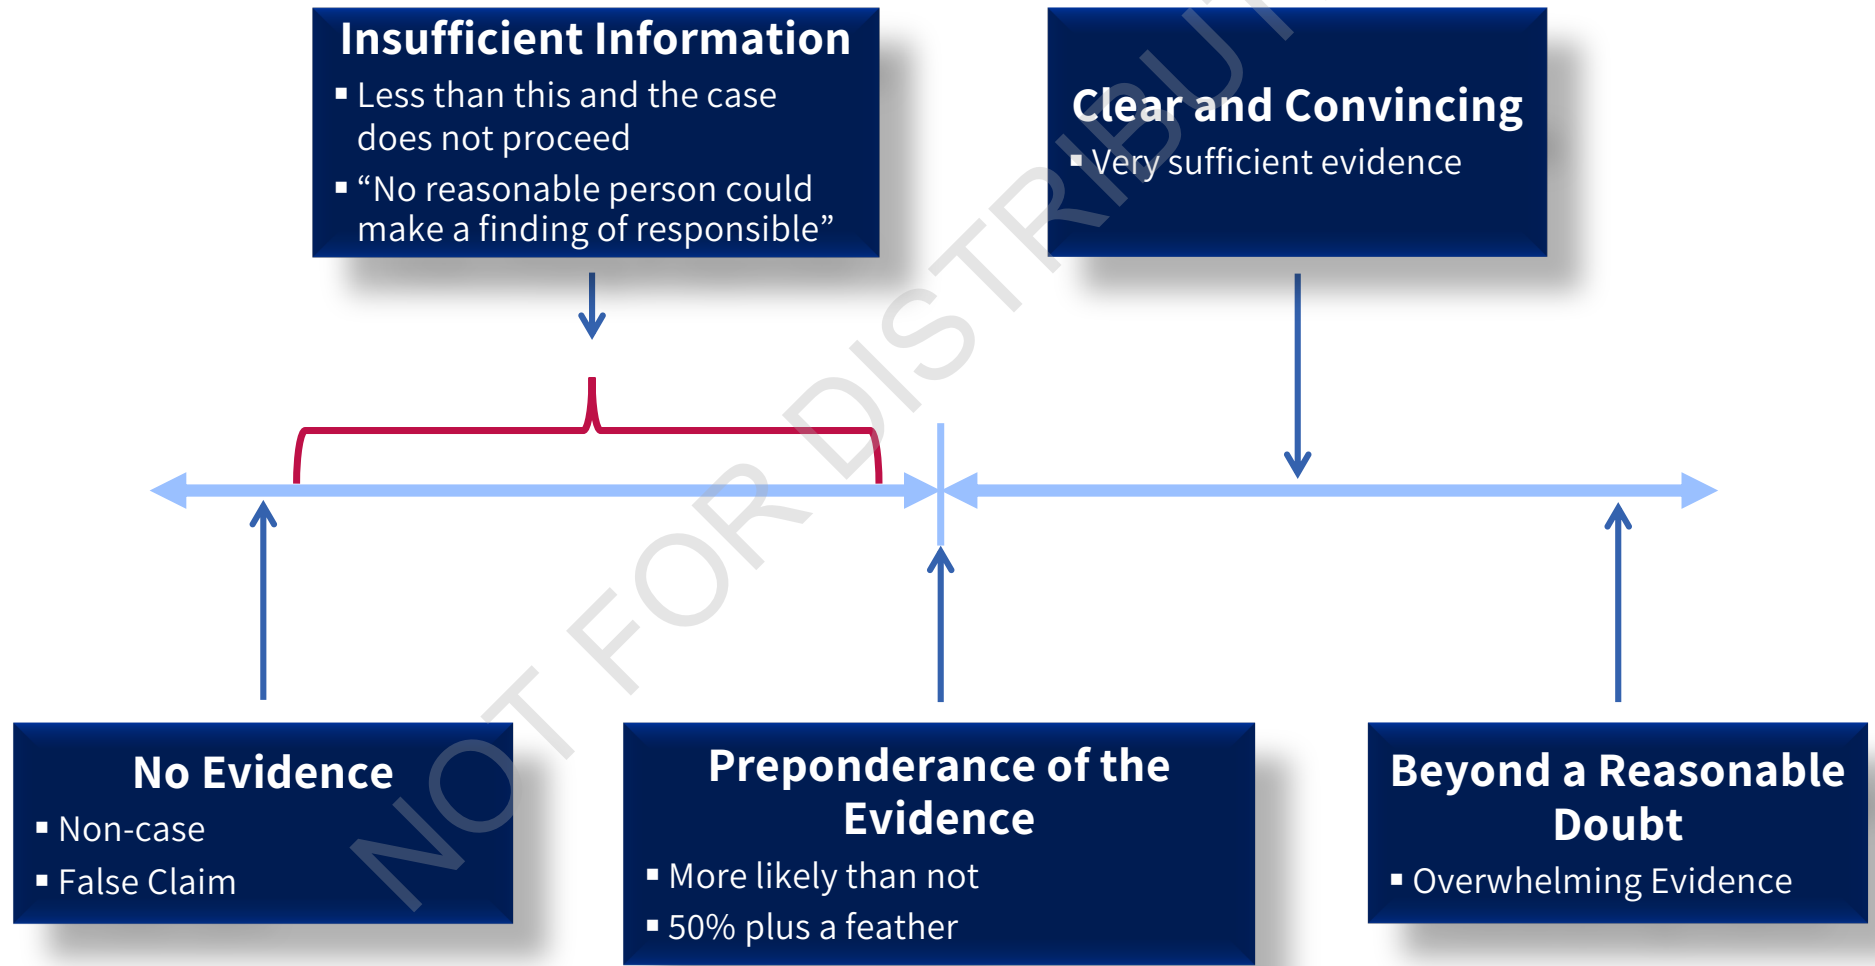 Insufficient Information
▪ Less than this and the case
does not proceed
▪ “No reasonable person could
make a finding of responsible”
Clear and Convincing
▪ Very sufficient evidence
No Evidence
▪ Non-case
▪ False Claim
Preponderance of the
Evidence
▪ More likely than not
▪ 50% plus a feather
Beyond a Reasonable
Doubt
▪ Overwhelming Evidence
NOT FOR DISTRIBUT